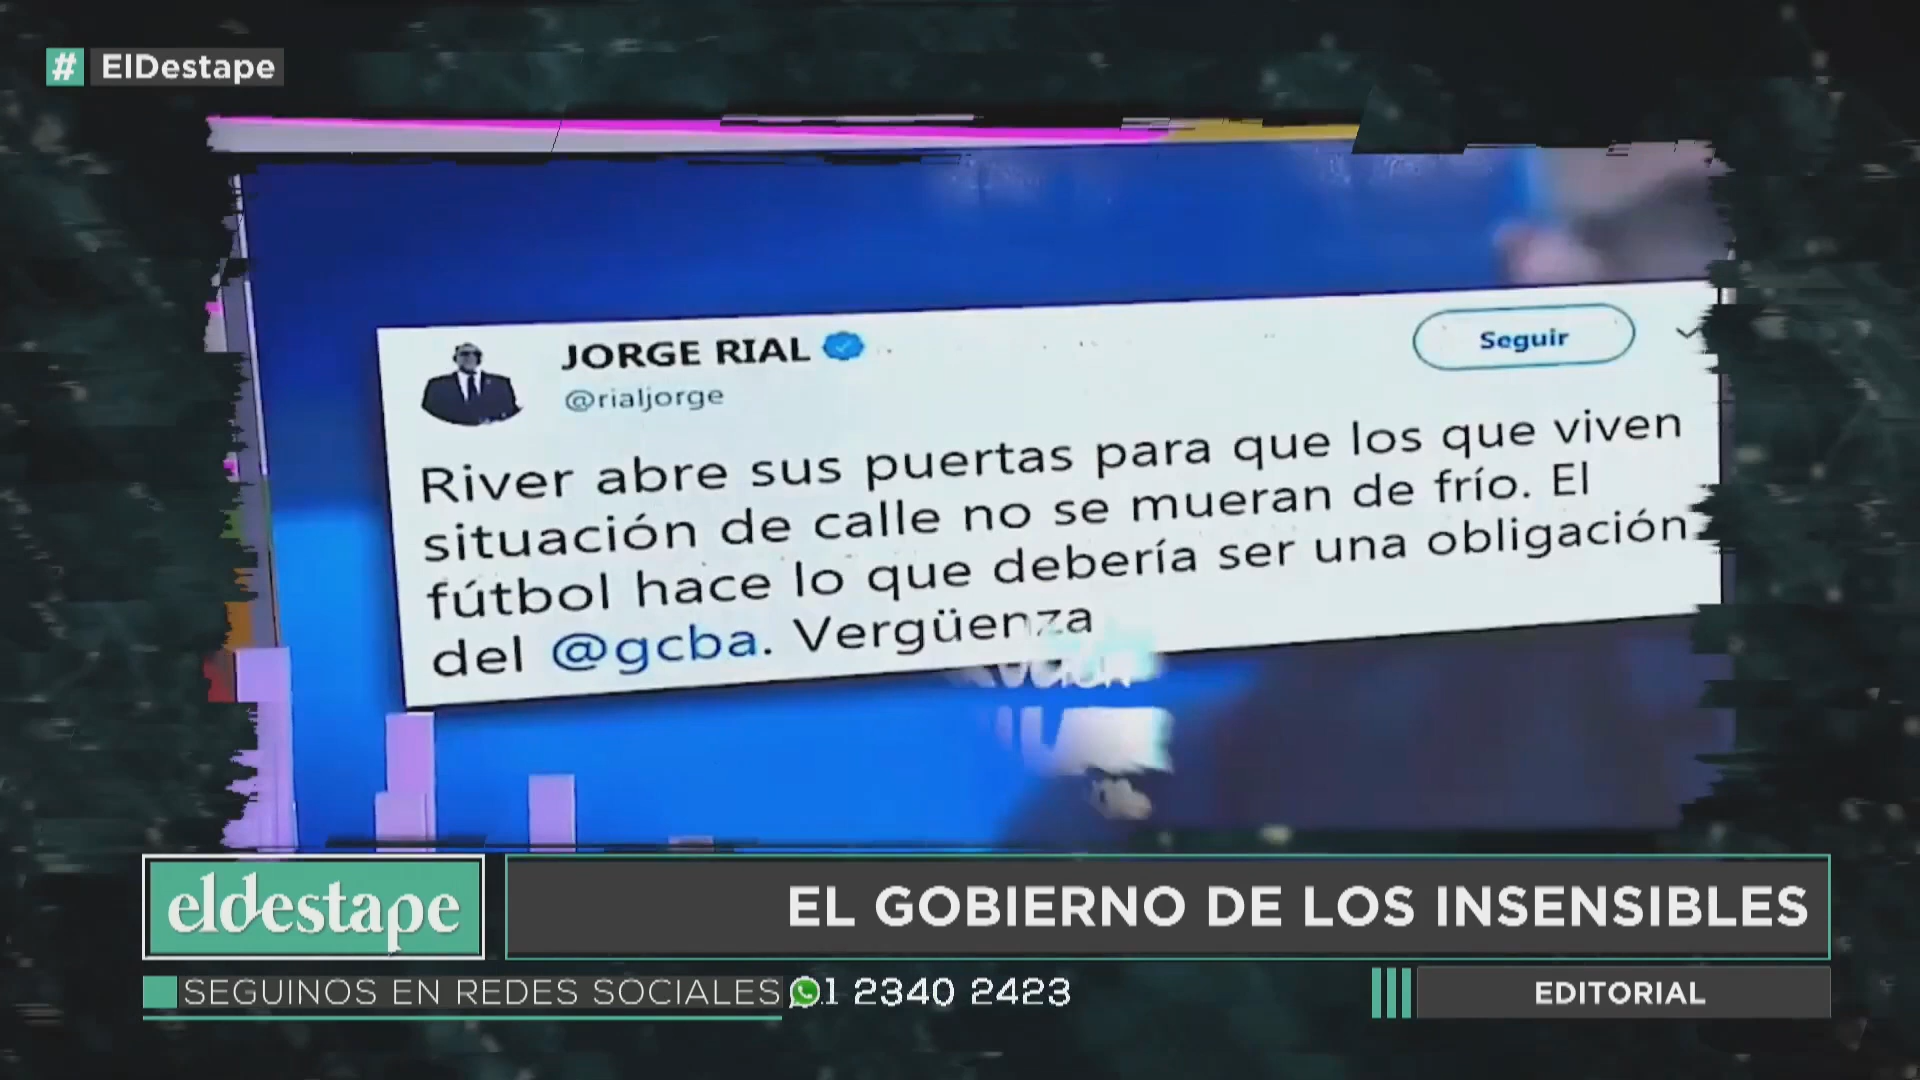 # ElDestape
JORGE RIAL
@rialjorge
Seguir
River abre sus puertas para que los que viven
situación de calle no se mueran de frío. El
fútbol hace lo que debería ser una obligación
del @gcba. Vergüenza
eldestape
EL GOBIERNO DE LOS INSENSIBLES
SEGUINOS EN REDES SOCIALES
1 2340 2423
EDITORIAL